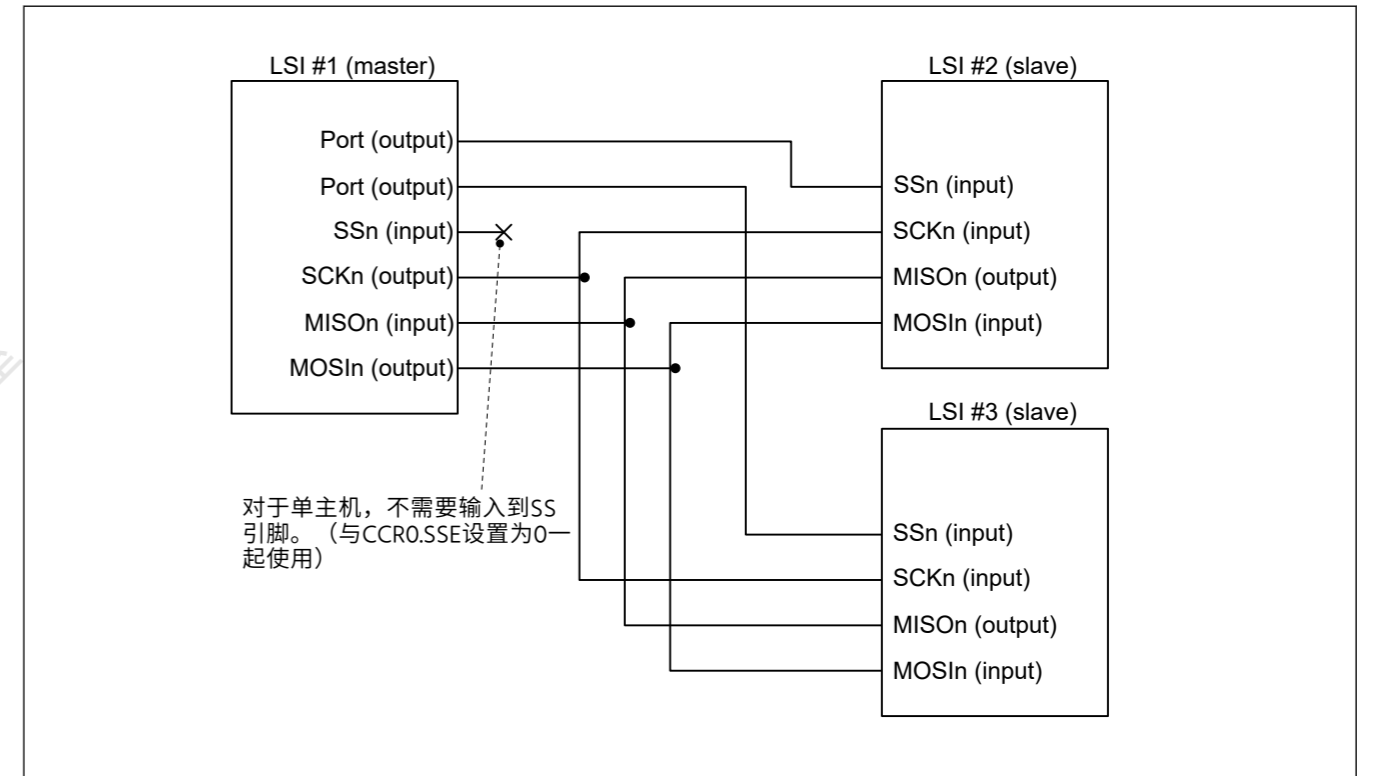 LSI #1 (master)
Port (output)
Port (output)
SSn (input)
SCKn (output)
MISOn (input)
MOSIn (output)
对于单主机，不需要输入到SS
引脚。（与CCR0.SSE设置为0一
起使用）
LSI #2 (slave)
SSn (input)
SCKn (input)
MISOn (output)
MOSIn (input)
LSI #3 (slave)
SSn (input)
SCKn (input)
MISOn (output)
MOSIn (input)